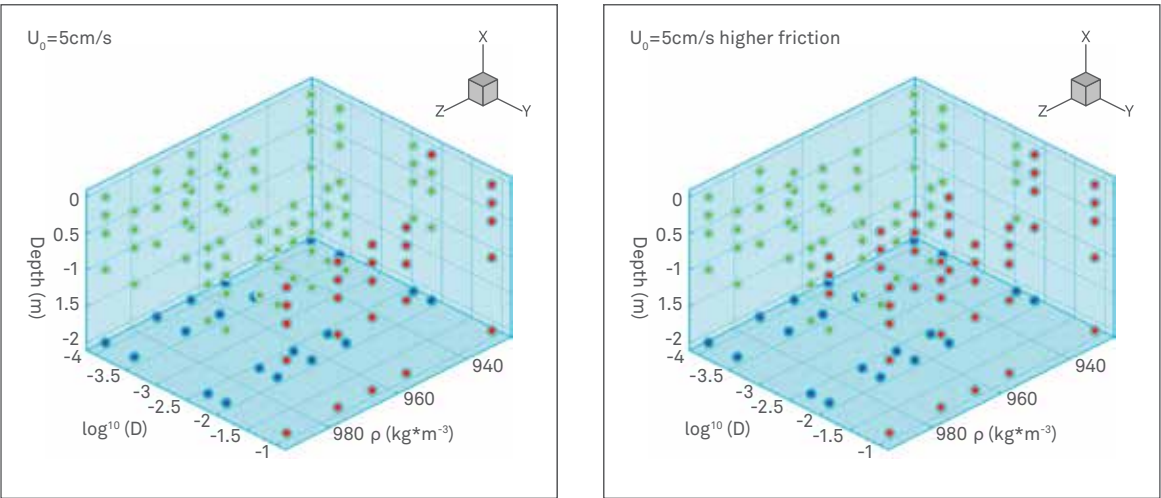 U₀=5cm/s
X
Z
Y
0
0.5
-1
1.5
-2
Depth (m)
-4
-3.5
-3
-2.5
-2
-1.5
-1
log¹⁰ (D)
940
960
980 ρ (kg*m⁻³)
U₀=5cm/s higher friction
X
Z
Y
0
0.5
-1
1.5
-2
Depth (m)
-4
-3.5
-3
-2.5
-2
-1.5
-1
log¹⁰ (D)
940
960
980 ρ (kg*m⁻³)